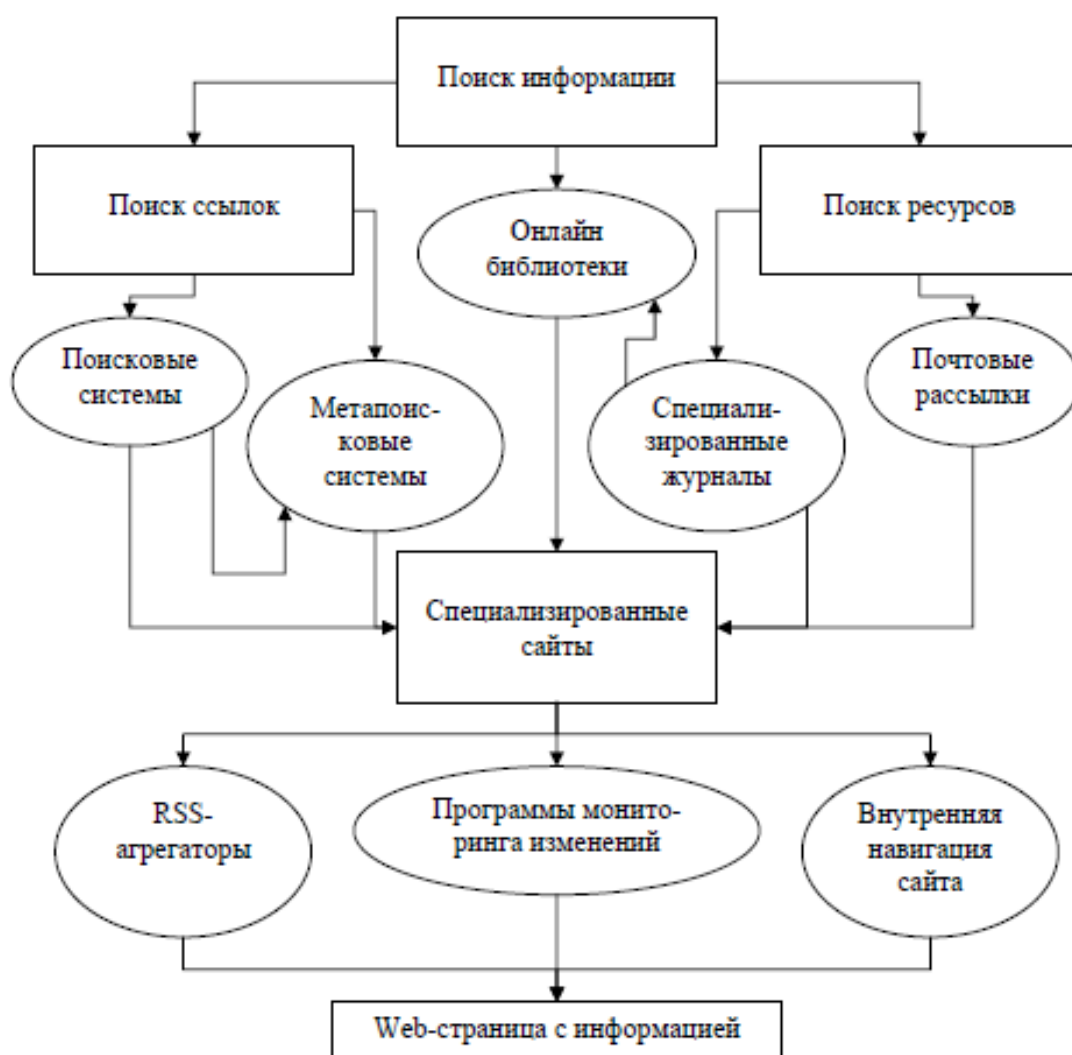 Поиск информации
Поиск ссылок
Онлайн
библиотеки
Поиск ресурсов
Поисковые
системы
Метапоис-
ковые
системы
Специали-
зированные
журналы
Почтовые
рассылки
Специализированные
сайты
RSS-
агрегаторы
Программы монито-
ринга изменений
Внутренняя
навигация
сайта
Web-страница с информацией